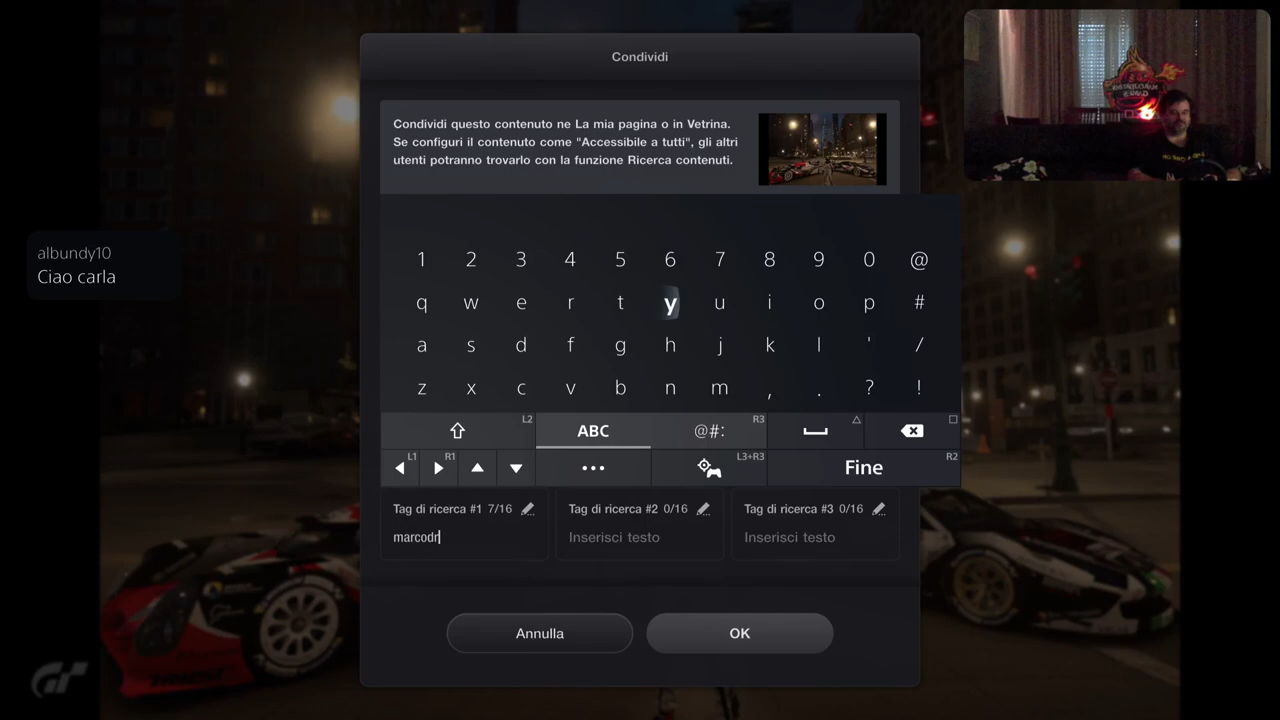 Condividi
Condividi questo contenuto ne La mia pagina o in Vetrina.
Se configuri il contenuto come "Accessibile a tutti", gli altri
utenti potranno trovarlo con la funzione Ricerca contenuti.
albundy10
Ciao carla
1 2 3 4 5 6 7 8 9 0 @
q w e r t y u i o p #
a s d f g h j k l ' /
z x c v b n m , . ? !
L2 ABC @#: R3
L1 R1 ••• L3+R3 Fine R2
Tag di ricerca #1 7/16 Tag di ricerca #2 0/16 Tag di ricerca #3 0/16
marcodr Inserisci testo Inserisci testo
Annulla OK